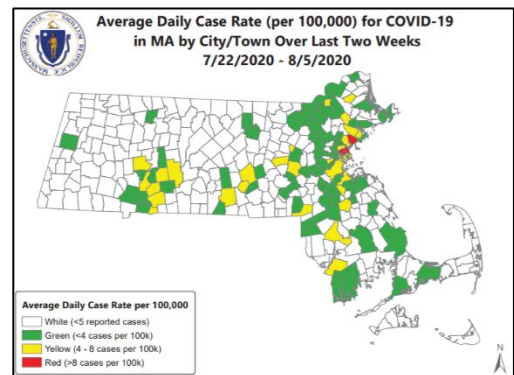 Average Daily Case Rate (per 100,000) for COVID-19
in MA by City/Town Over Last Two Weeks
7/22/2020 - 8/5/2020
Average Daily Case Rate per 100,000
White (<5 reported cases)
Green (<4 cases per 100k)
Yellow (4 - 8 cases per 100k)
Red (>8 cases per 100k)
N